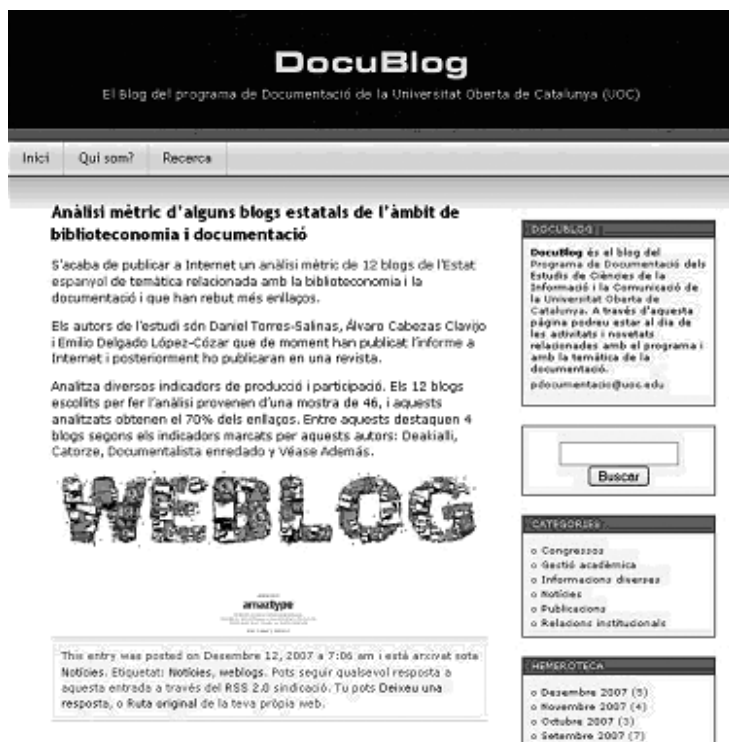 DocuBlog
El Blog del programa de Documentació de la Universitat Oberta de Catalunya (UOC)
Inici
Qui som?
Recerca
Anàlisi mètric d'alguns blogs estatals de l'àmbit de
biblioteconomia i documentació
S'acaba de publicar a Internet un anàlisi mètric de 12 blogs de l'Estat
espanyol de temàtica relacionada amb la biblioteconomia i la
documentació i que han rebut més enllaços.
Els autors de l'estudi són Daniel Torres-Salinas, Álvaro Cabezas Clavijo
i Emilio Delgado López-Cózar que de moment han publicat l'informe a
Internet i posteriorment ho publicaran en una revista.
Analitza diversos indicadors de producció i participació. Els 12 blogs
escollits per fer l'anàlisi provenen d'una mostra de 46, i aquests
analitzats obtenen el 70% dels enllaços. Entre aquests destaquen 4
blogs segons els indicadors marcats per aquests autors: Deakialli,
Catorze, Documentalista enredado y Véase Además.
WEBLOG
amaztype
This entry was posted on Desembre 12, 2007 a 7:06 am i està arxivat sota
Notícies. Etiquetat: Notícies, weblogs. Pots seguir qualsevol resposta a
aquesta entrada a través del RSS 2.0 sindicació. Tu pots Deixeu una
resposta, o Ruta original de la teva pròpia web.
DOCUBLOG
DocuBlog és el blog del
Programa de Documentació dels
Estudis de Ciències de la
Informació i la Comunicació de
la Universitat Oberta de
Catalunya. A través d'aquesta
pàgina podreu estar al dia de
les activitats i novetats
relacionades amb el programa i
amb la temàtica de la
documentació.
pdocumentacio@uoc.edu
Buscar
CATEGORIES
o Congressos
o Gestió acadèmica
o Informacions diverses
o Notícies
o Publicacions
o Relacions institucionals
HEMEROTECA
o Desembre 2007 (5)
o Novembre 2007 (4)
o Octubre 2007 (3)
o Setembre 2007 (7)